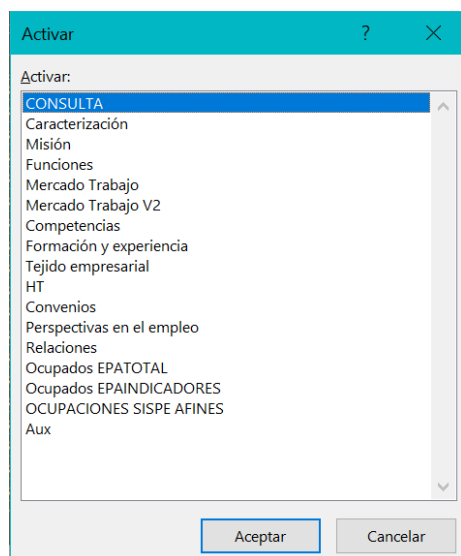 Activar
?
Activar:
CONSULTA
Caracterización
Misión
Funciones
Mercado Trabajo
Mercado Trabajo V2
Competencias
Formación y experiencia
Tejido empresarial
HT
Convenios
Perspectivas en el empleo
Relaciones
Ocupados EPATOTAL
Ocupados EPAINDICADORES
OCUPACIONES SISPE AFINES
Aux
Aceptar
Cancelar